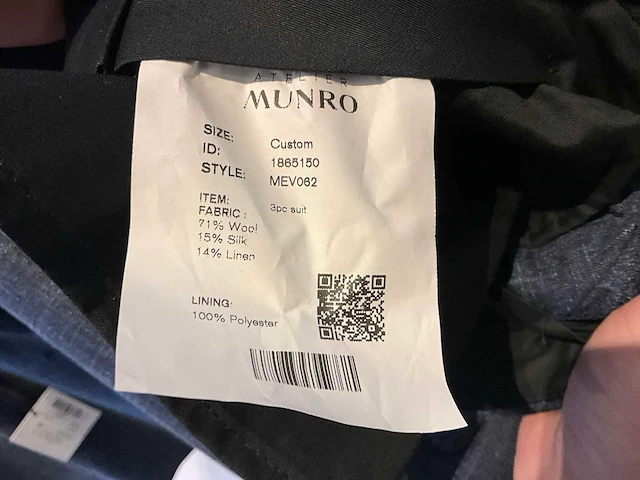 ATELIER
MUNRO
SIZE: Custom
ID: 1865150
STYLE: MEV062
ITEM: 3pc suit
FABRIC :
71% Wool
15% Silk
14% Linen
LINING:
100% Polyester